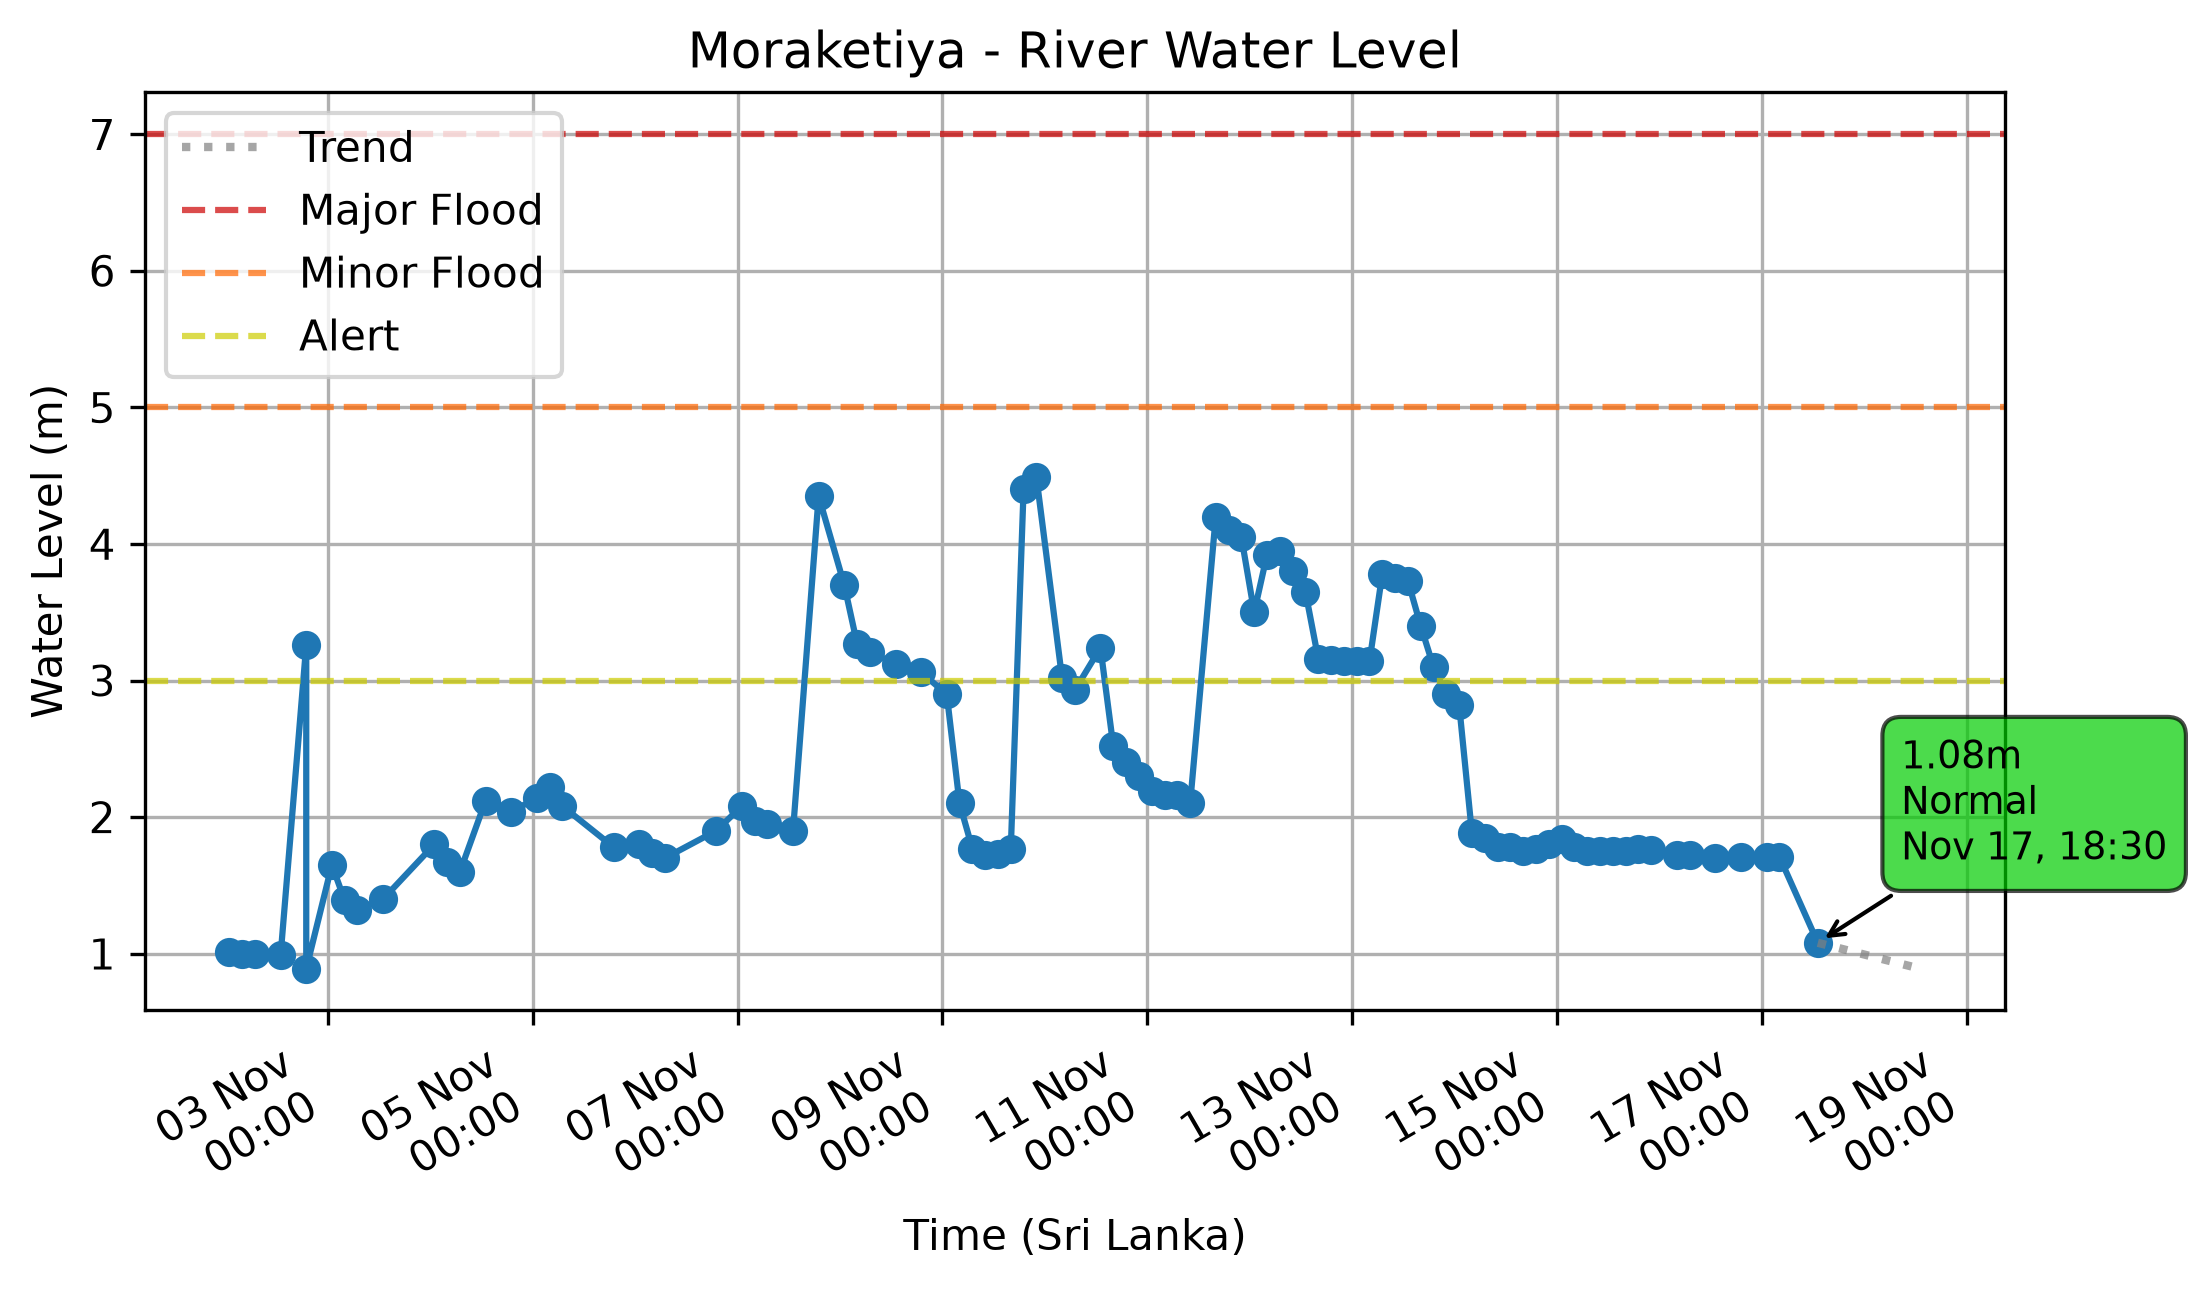 Moraketiya - River Water Level
Trend
Major Flood
Minor Flood
Alert
7
6
5
4
3
2
1
Water Level (m)
1.08m
Normal
Nov 17, 18:30
03 Nov
00:00
05 Nov
00:00
07 Nov
00:00
09 Nov
00:00
11 Nov
00:00
13 Nov
00:00
15 Nov
00:00
17 Nov
00:00
19 Nov
00:00
Time (Sri Lanka)